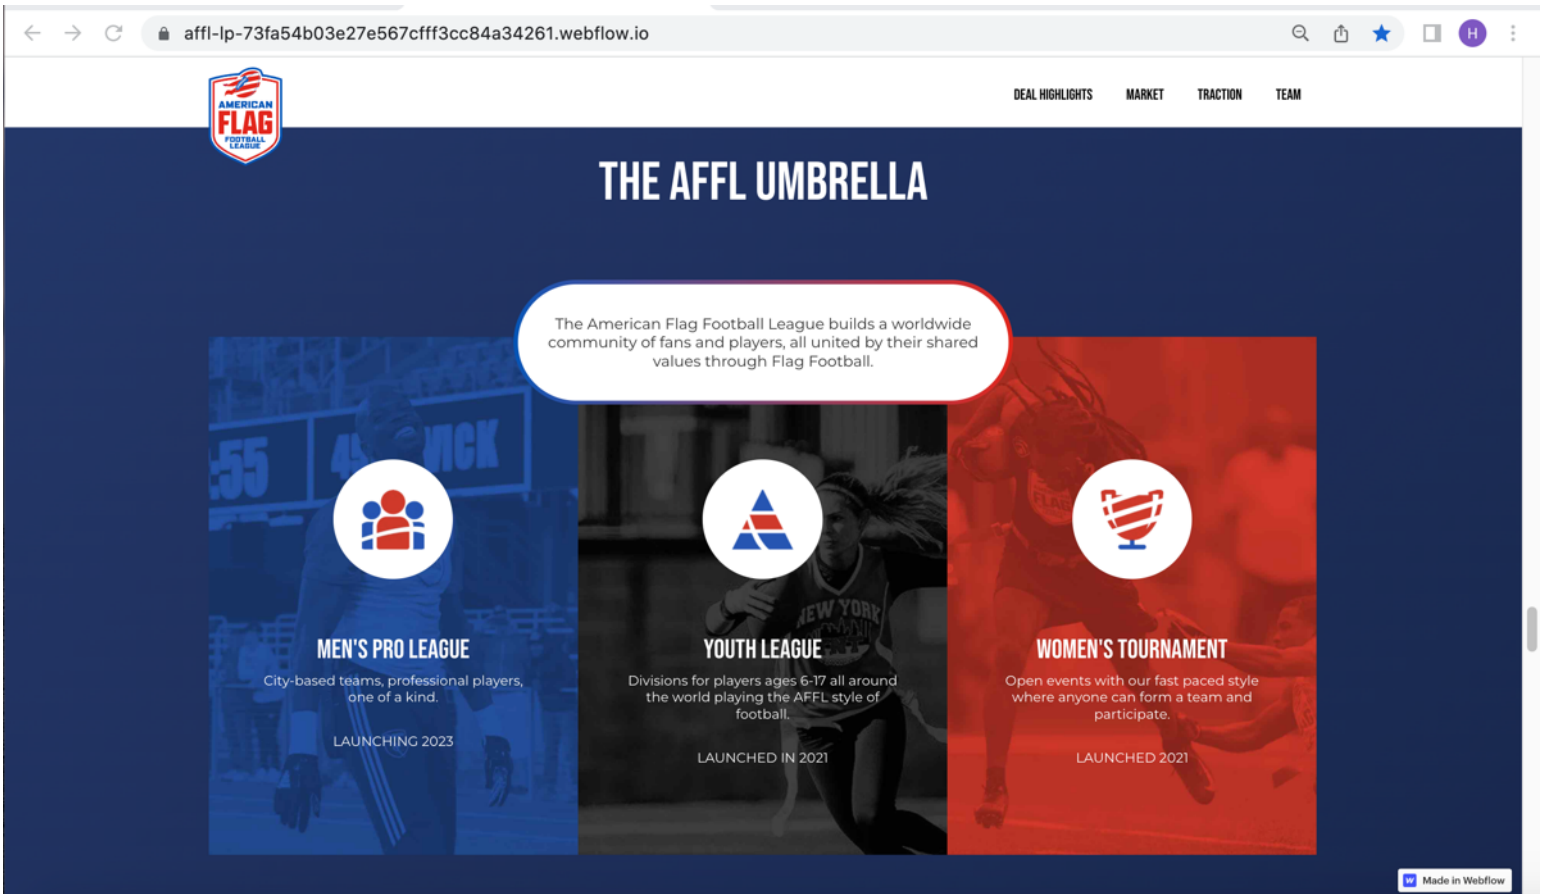 affl-lp-73fa54b03e27e567cfff3cc84a34261.webflow.io
H
AMERICAN
FLAG
FOOTBALL
LEAGUE
DEAL HIGHLIGHTS
MARKET
TRACTION
TEAM
THE AFFL UMBRELLA
The American Flag Football League builds a worldwide
community of fans and players, all united by their shared
values through Flag Football.
:55
MEN'S PRO LEAGUE
City-based teams, professional players,
one of a kind.
LAUNCHING 2023
NEW YORK
YOUTH LEAGUE
Divisions for players ages 6-17 all around
the world playing the AFFL style of
football.
LAUNCHED IN 2021
FLAG
WOMEN'S TOURNAMENT
Open events with our fast paced style
where anyone can form a team and
participate.
LAUNCHED 2021
Made in Webflow